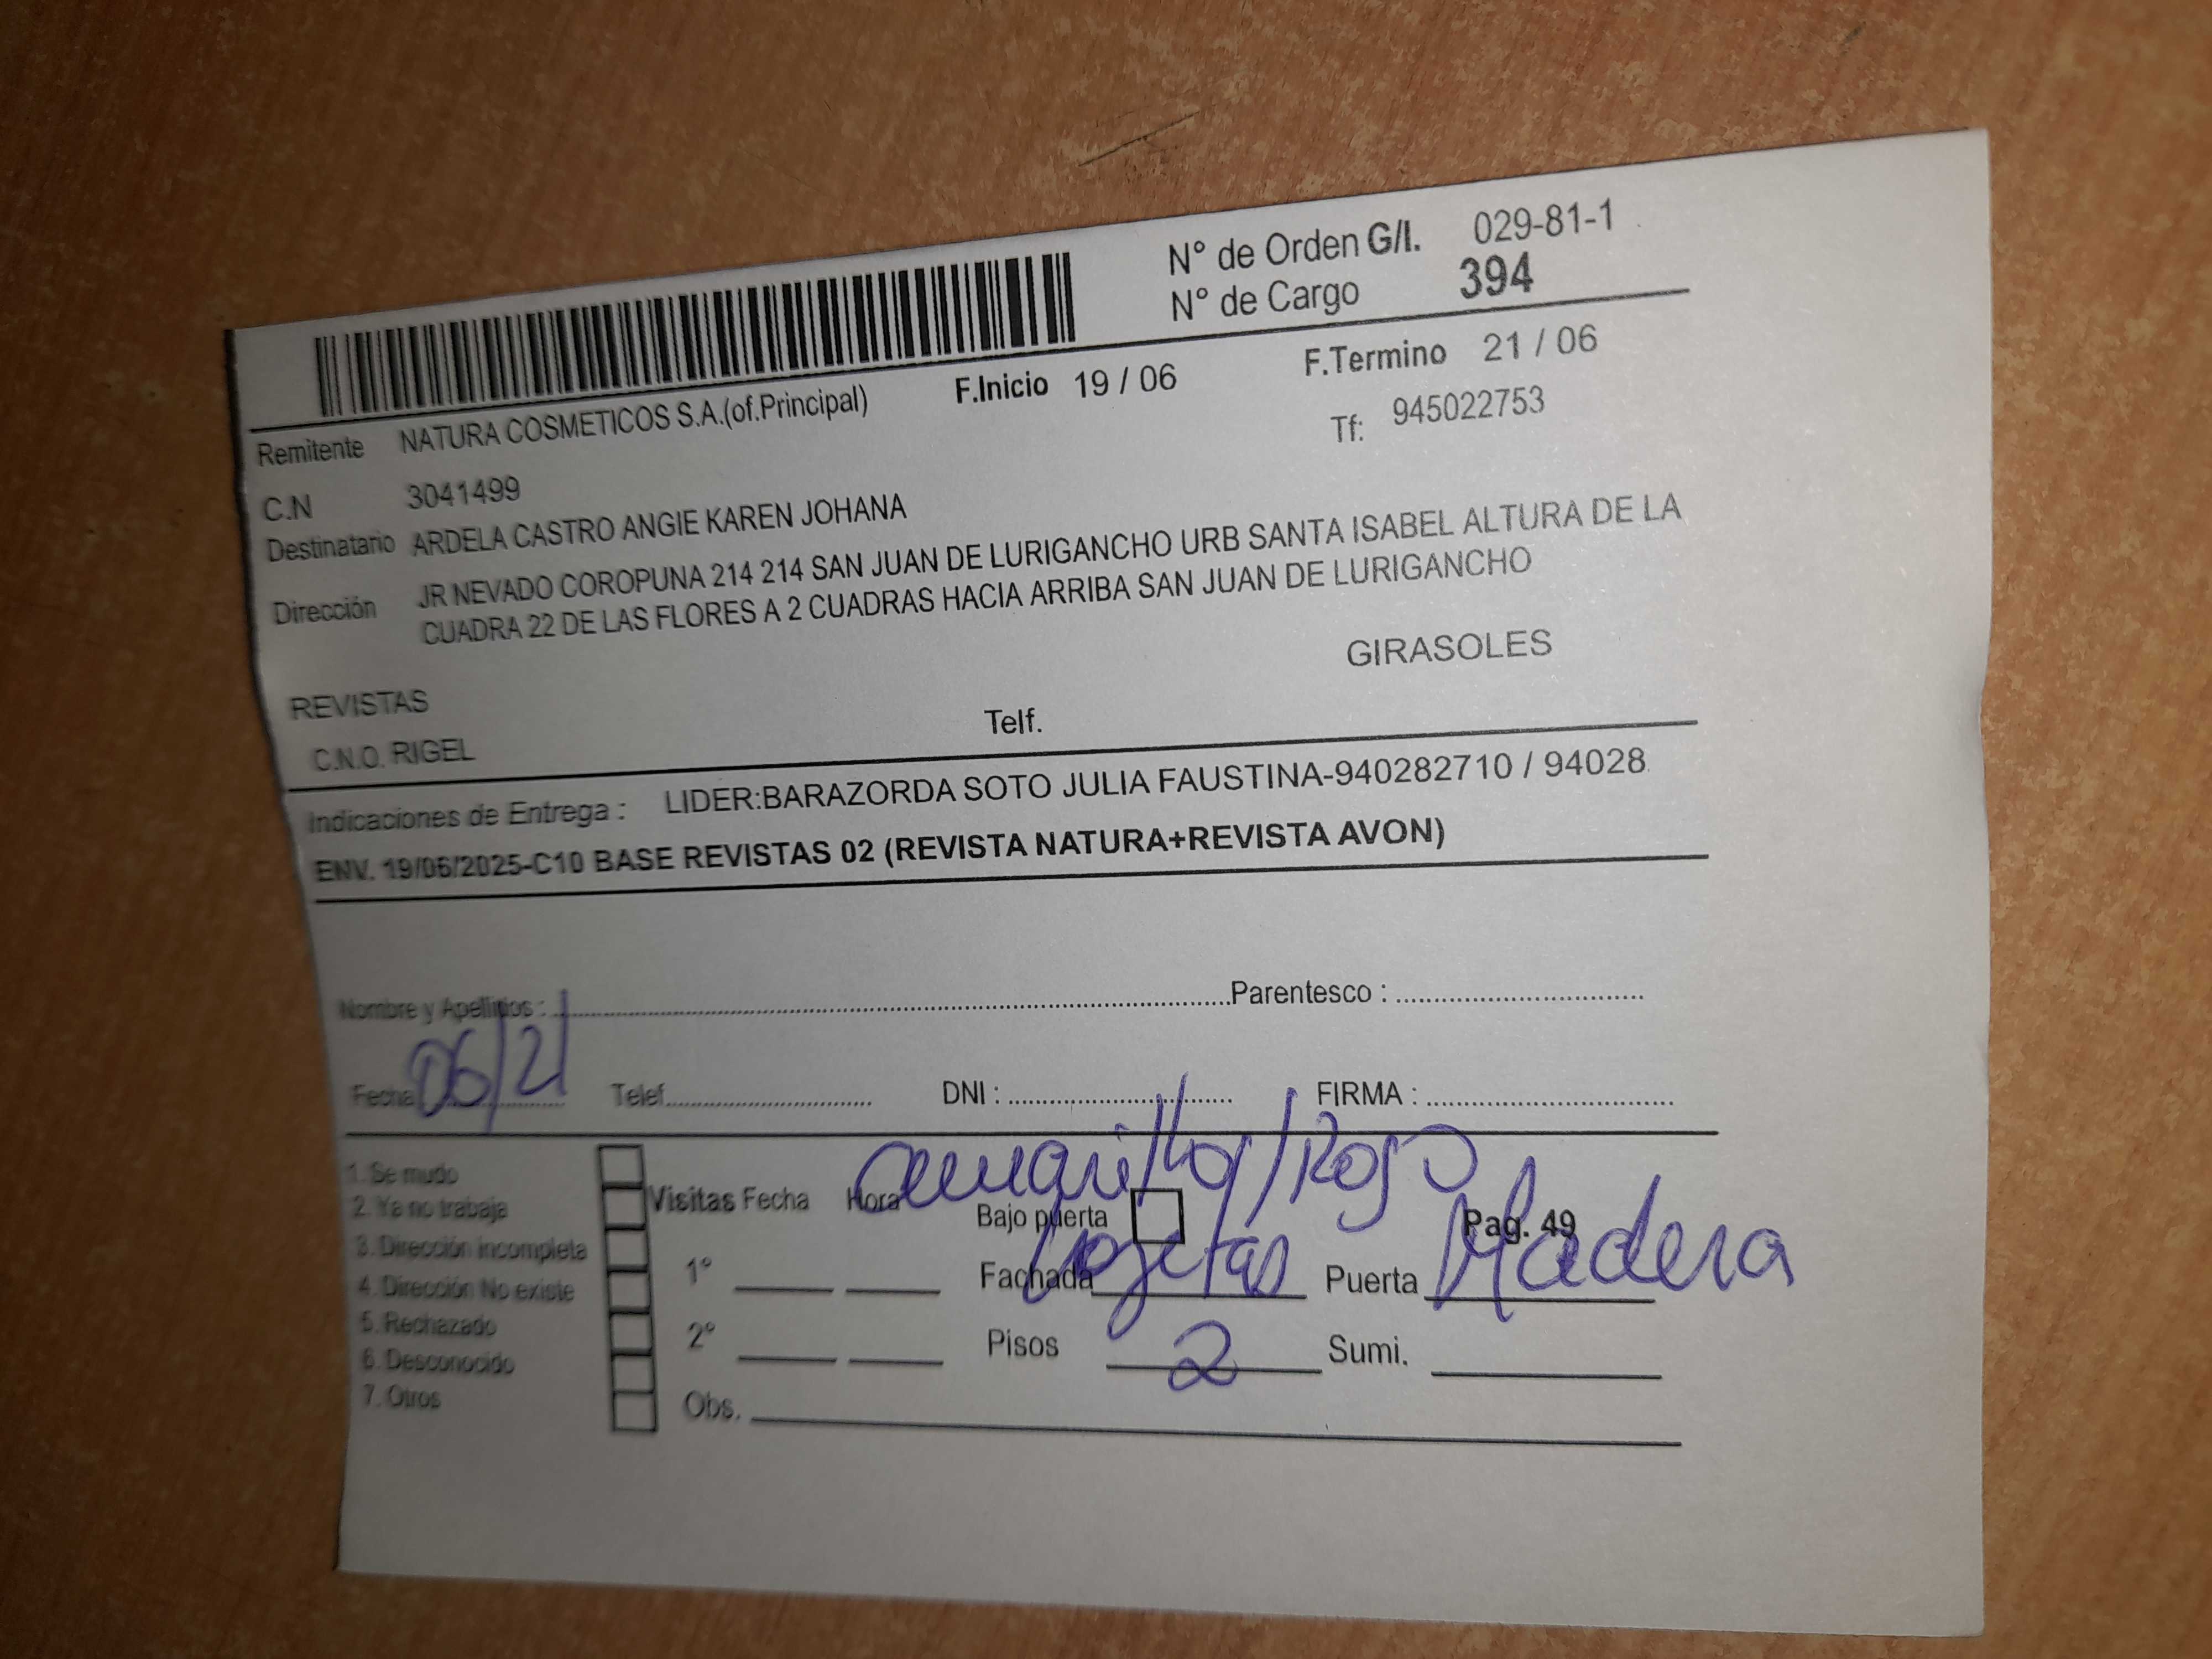 N° de Orden G/I. 029-81-1
N° de Cargo 394
F.Inicio 19 / 06 F.Termino 21 / 06
Remitente NATURA COSMETICOS S.A.(of.Principal) Tf: 945022753
C.N 3041499
Destinatario ARDELA CASTRO ANGIE KAREN JOHANA
Dirección JR NEVADO COROPUNA 214 214 SAN JUAN DE LURIGANCHO URB SANTA ISABEL ALTURA DE LA
CUADRA 22 DE LAS FLORES A 2 CUADRAS HACIA ARRIBA SAN JUAN DE LURIGANCHO
GIRASOLES
REVISTAS
C.N.O. RIGEL Telf.
Indicaciones de Entrega : LIDER:BARAZORDA SOTO JULIA FAUSTINA-940282710 / 94028
ENV. 19/06/2025-C10 BASE REVISTAS 02 (REVISTA NATURA+REVISTA AVON)
Nombre y Apellidos : Parentesco :
Fecha 06/21 Telef. DNI : FIRMA :
1. Se mudo
2. Ya no trabaja
3. Dirección incompleta
4. Dirección No existe
5. Rechazado
6. Desconocido
7. Otros
Visitas Fecha Hora
1°
2°
Obs.
amarillo/Rojo
Bajo puerta Pag. 49
Fachada losetas Puerta Madera
Pisos 2 Sumi.